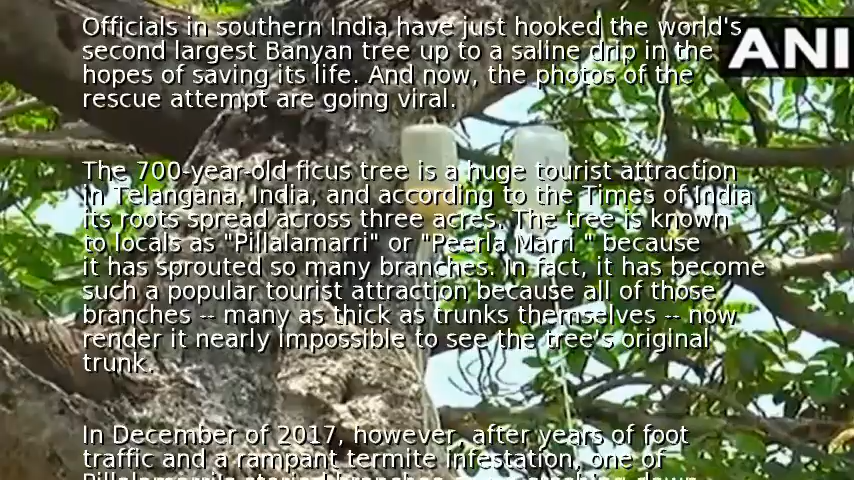 Officials in southern India have just hooked the world's
second largest Banyan tree up to a saline drip in the
hopes of saving its life. And now, the photos of the
rescue attempt are going viral.
ANI
The 700-year-old ficus tree is a huge tourist attraction
in Telangana, India, and according to the Times of India
its roots spread across three acres. The tree is known
to locals as "Pillalamarri" or "Peerla Marri " because
it has sprouted so many branches. In fact, it has become
such a popular tourist attraction because all of those
branches -- many as thick as trunks themselves -- now
render it nearly impossible to see the tree's original
trunk.
In December of 2017, however, after years of foot
traffic and a rampant termite infestation, one of